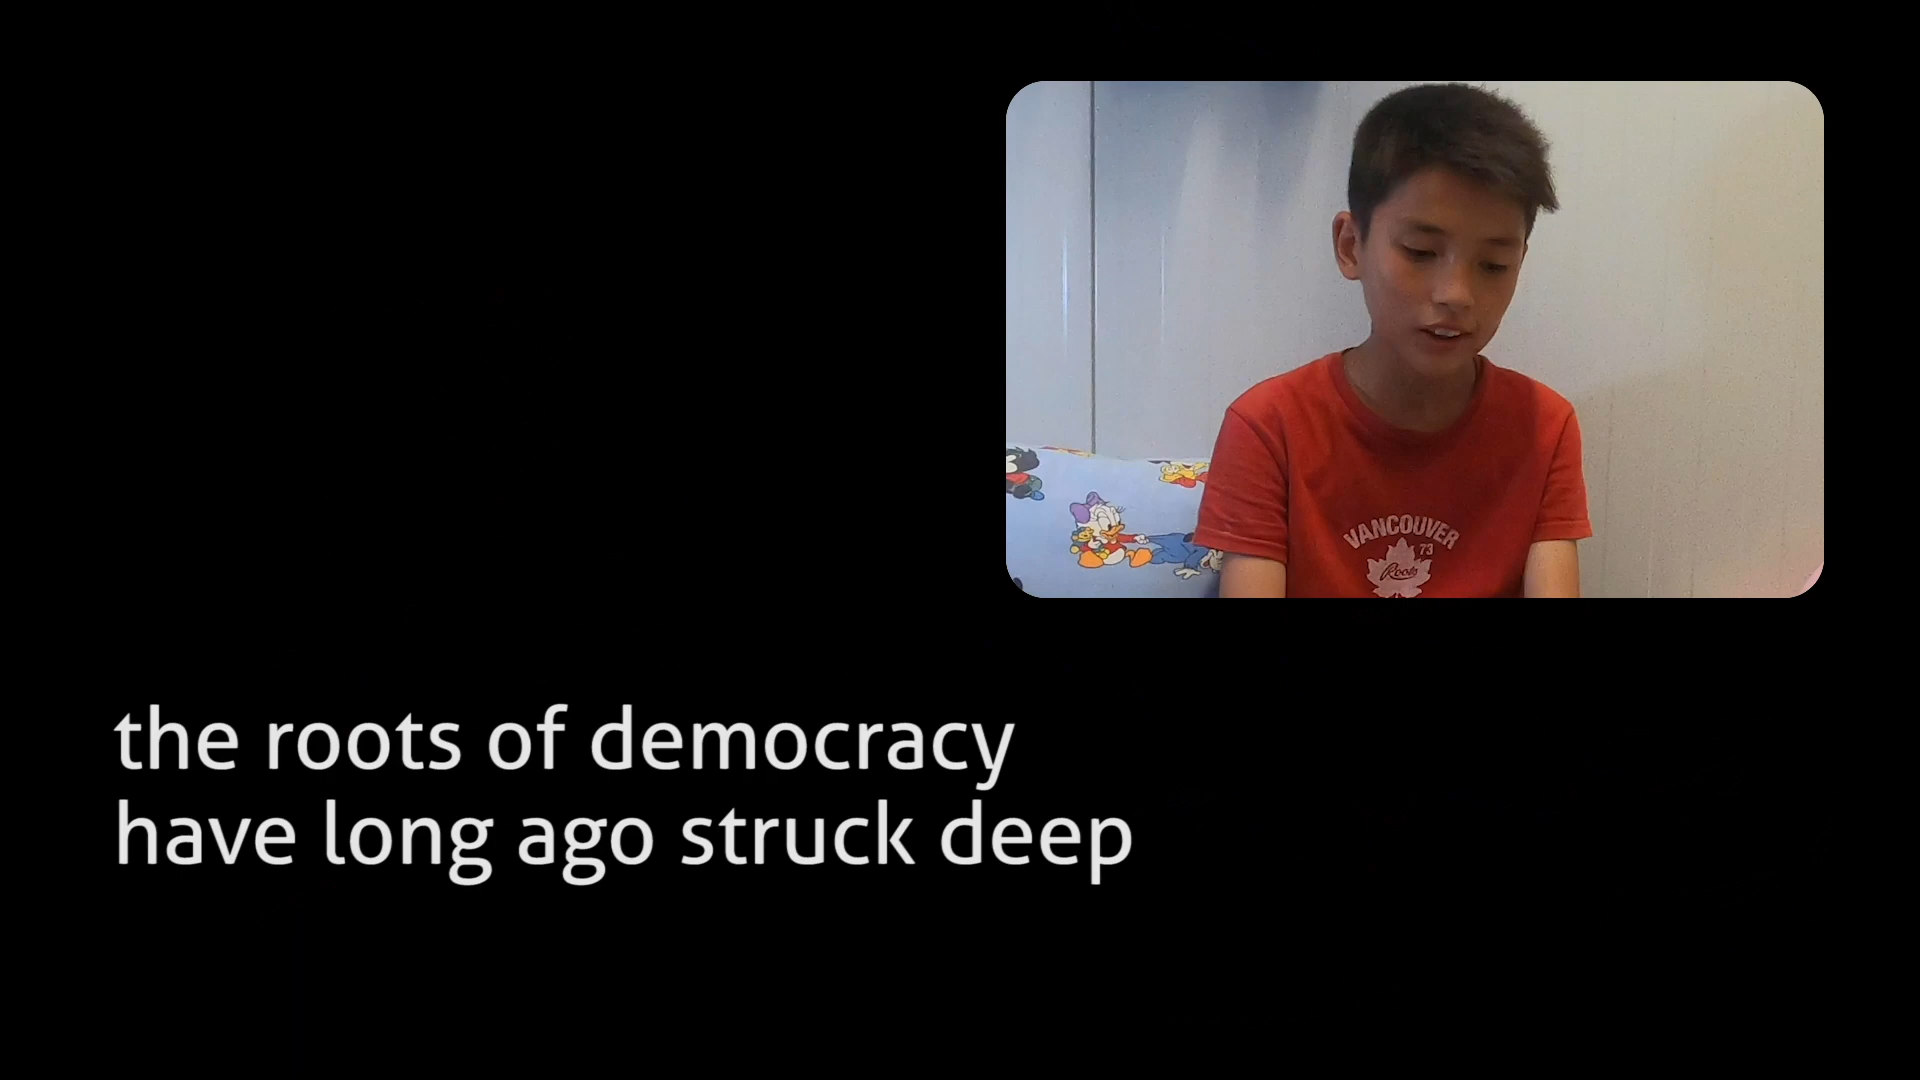 VANCOUVER
73
Roots
the roots of democracy
have long ago struck deep